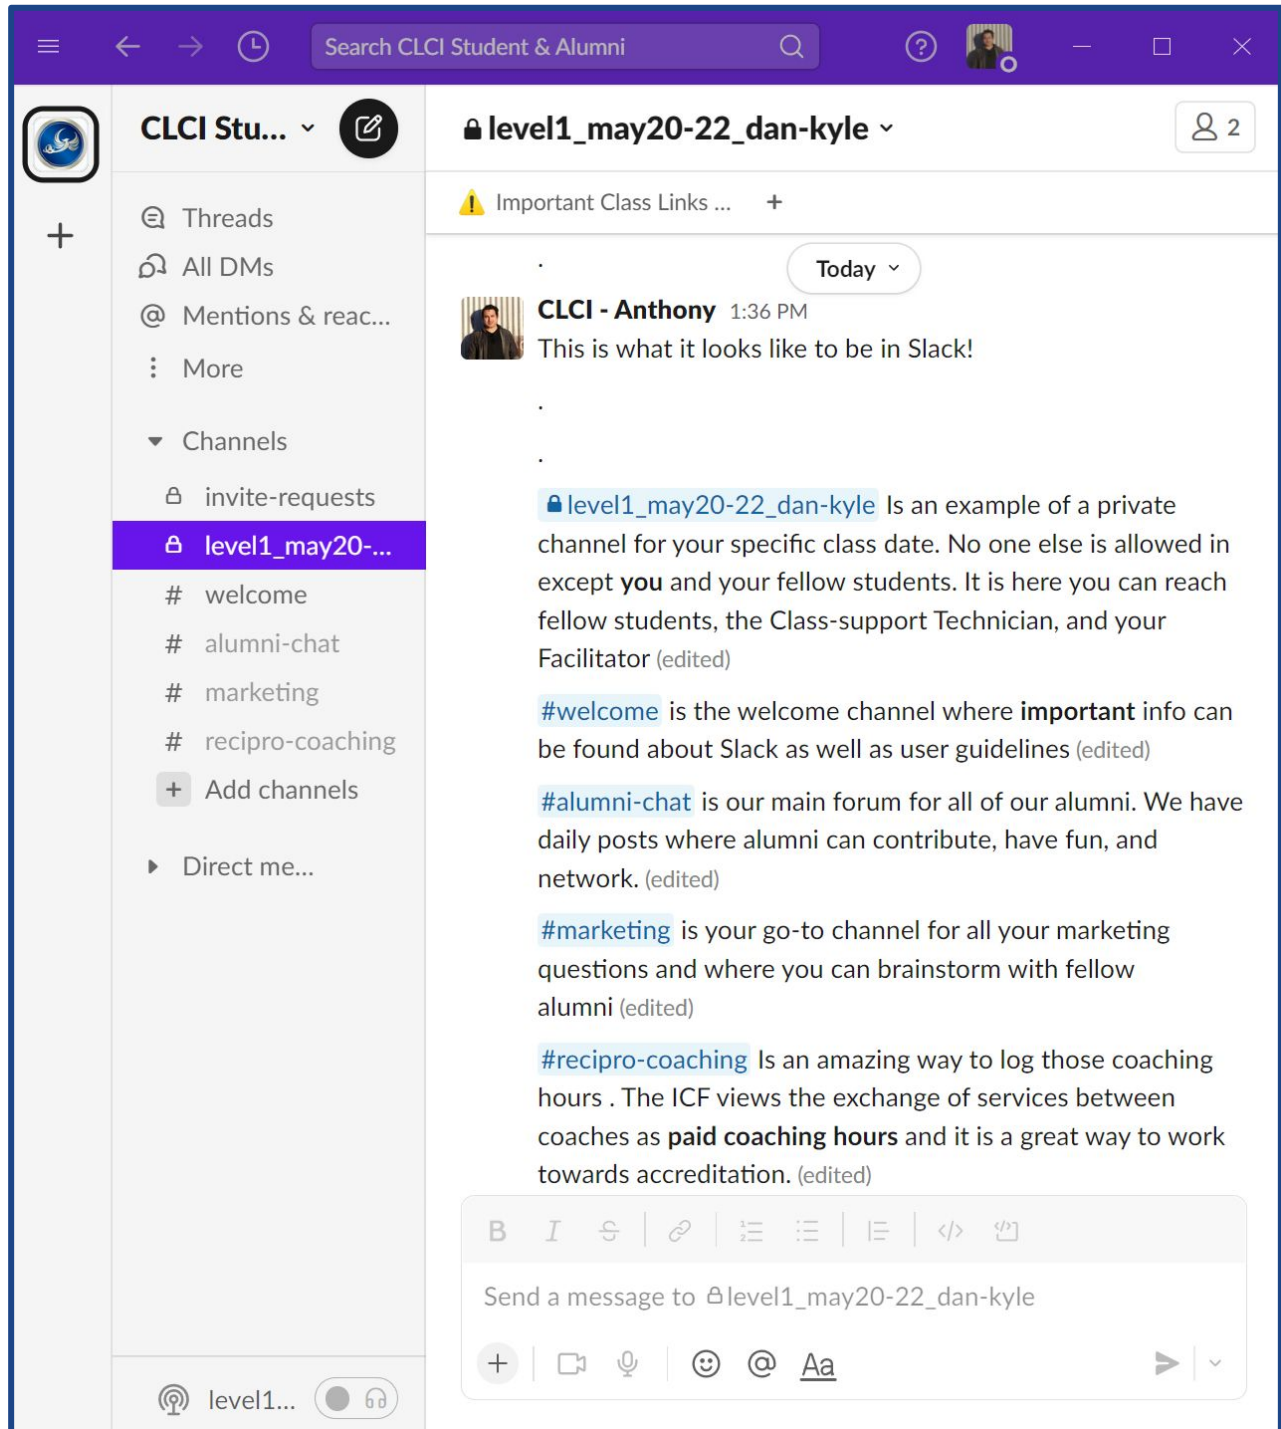 Search CLCI Student & Alumni
CLCI Stu...
level1_may20-22_dan-kyle
2
Important Class Links ...
+
Threads
All DMs
@ Mentions & reac...
More
Channels
invite-requests
level1_may20-...
# welcome
# alumni-chat
# marketing
# recipro-coaching
+ Add channels
Direct me...
level1...
.
Today
CLCI - Anthony 1:36 PM
This is what it looks like to be in Slack!
.
.
level1_may20-22_dan-kyle Is an example of a private
channel for your specific class date. No one else is allowed in
except you and your fellow students. It is here you can reach
fellow students, the Class-support Technician, and your
Facilitator (edited)
#welcome is the welcome channel where important info can
be found about Slack as well as user guidelines (edited)
#alumni-chat is our main forum for all of our alumni. We have
daily posts where alumni can contribute, have fun, and
network. (edited)
#marketing is your go-to channel for all your marketing
questions and where you can brainstorm with fellow
alumni (edited)
#recipro-coaching Is an amazing way to log those coaching
hours . The ICF views the exchange of services between
coaches as paid coaching hours and it is a great way to work
towards accreditation. (edited)
B I S
Send a message to level1_may20-22_dan-kyle
+ @ Aa